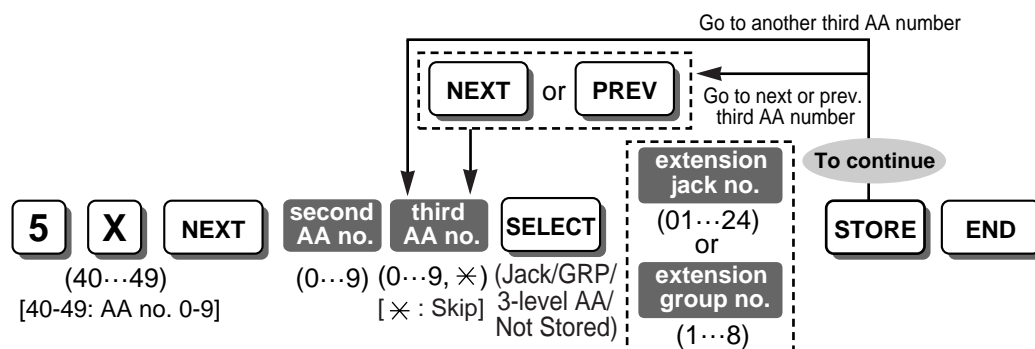 Go to another third AA number
NEXT or PREV
Go to next or prev.
third AA number
To continue
5 X NEXT
second
AA no.
third
AA no.
SELECT
extension
jack no.
(01···24)
or
extension
group no.
(1···8)
STORE END
(40···49)
[40-49: AA no. 0-9]
(0···9)
(0···9, ✳)
[ ✳ : Skip]
(Jack/GRP/
3-level AA/
Not Stored)